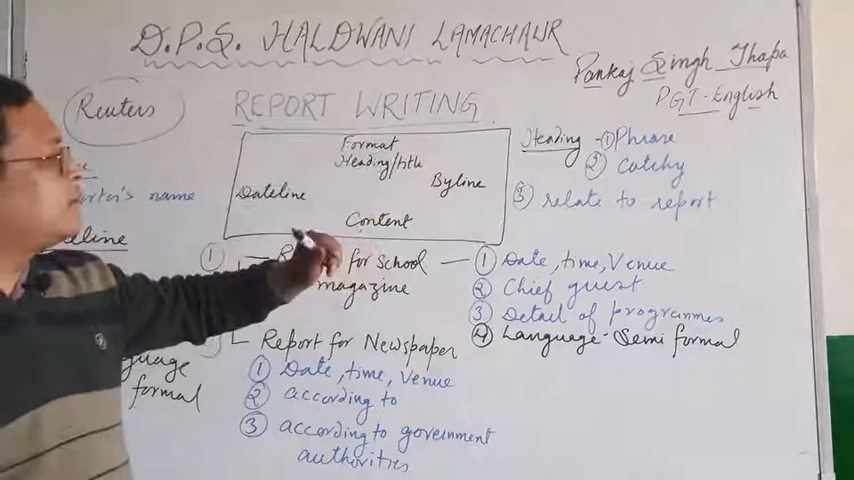 D.P.S. HALDWANI LAMACHAUR
Pankaj Singh Thapa
PGT-English
Reuters
REPORT WRITING
Format
Heading/title
Byline
Dateline
Content
Heading - ① Phrase
② Catchy
③ relate to report
name
① for School
magazine
① Date, time, Venue
② Chief guest
③ Detail of programmes
④ Language - Semi formal
Report for Newspaper
① Date, time, Venue
② according to
③ according to government
authorities
formal